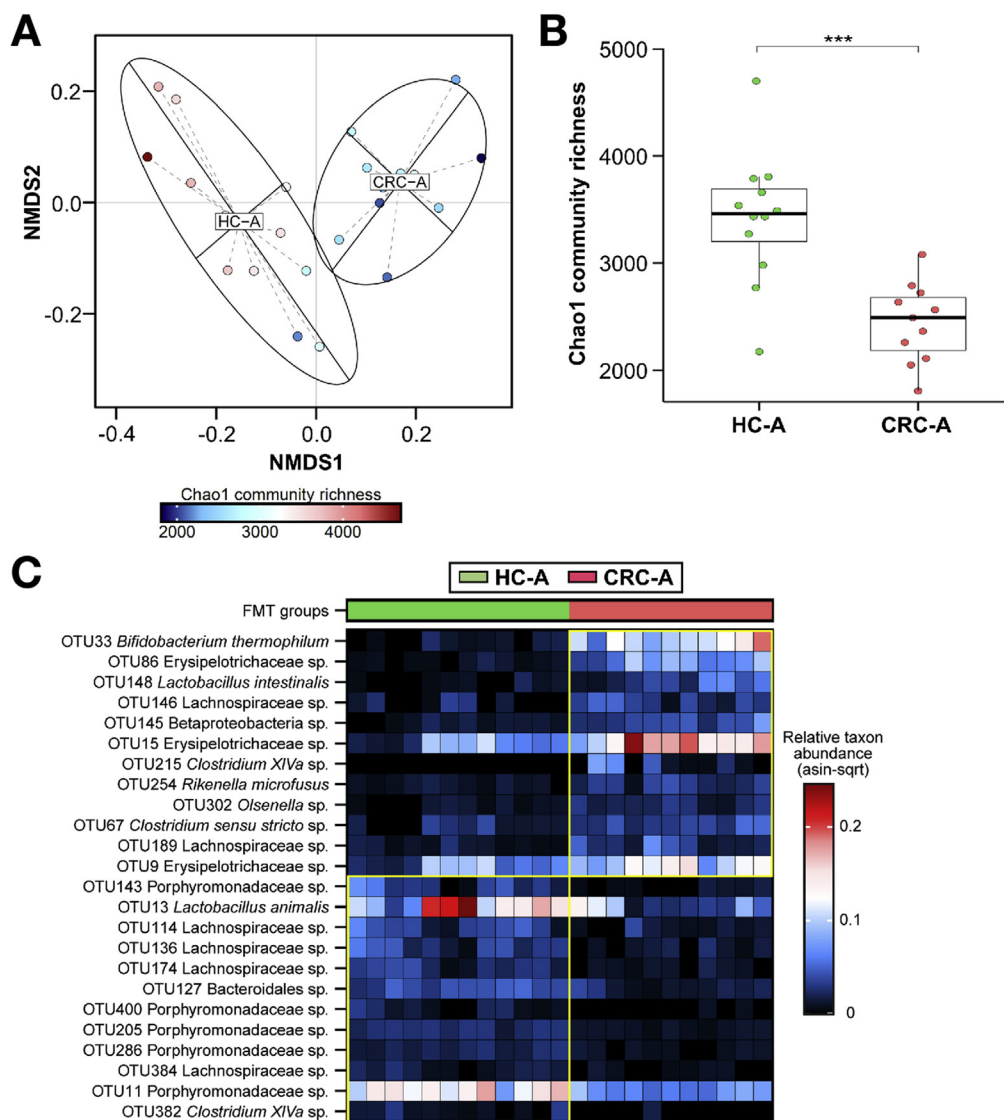 A
0.2
0.0
-0.2
NMDS2
HC−A
CRC−A
-0.4
-0.2
0.0
0.2
NMDS1
Chao1 community richness
2000
3000
4000
B
5000
4000
3000
2000
Chao1 community richness
***
HC-A
CRC-A
C
HC-A
CRC-A
FMT groups
OTU33 Bifidobacterium thermophilum
OTU86 Erysipelotrichaceae sp.
OTU148 Lactobacillus intestinalis
OTU146 Lachnospiraceae sp.
OTU145 Betaproteobacteria sp.
OTU15 Erysipelotrichaceae sp.
OTU215 Clostridium XIVa sp.
OTU254 Rikenella microfusus
OTU302 Olsenella sp.
OTU67 Clostridium sensu stricto sp.
OTU189 Lachnospiraceae sp.
OTU9 Erysipelotrichaceae sp.
OTU143 Porphyromonadaceae sp.
OTU13 Lactobacillus animalis
OTU114 Lachnospiraceae sp.
OTU136 Lachnospiraceae sp.
OTU174 Lachnospiraceae sp.
OTU127 Bacteroidales sp.
OTU400 Porphyromonadaceae sp.
OTU205 Porphyromonadaceae sp.
OTU286 Porphyromonadaceae sp.
OTU384 Lachnospiraceae sp.
OTU11 Porphyromonadaceae sp.
OTU382 Clostridium XIVa sp.
Relative taxon
abundance
(asin-sqrt)
0.2
0.1
0